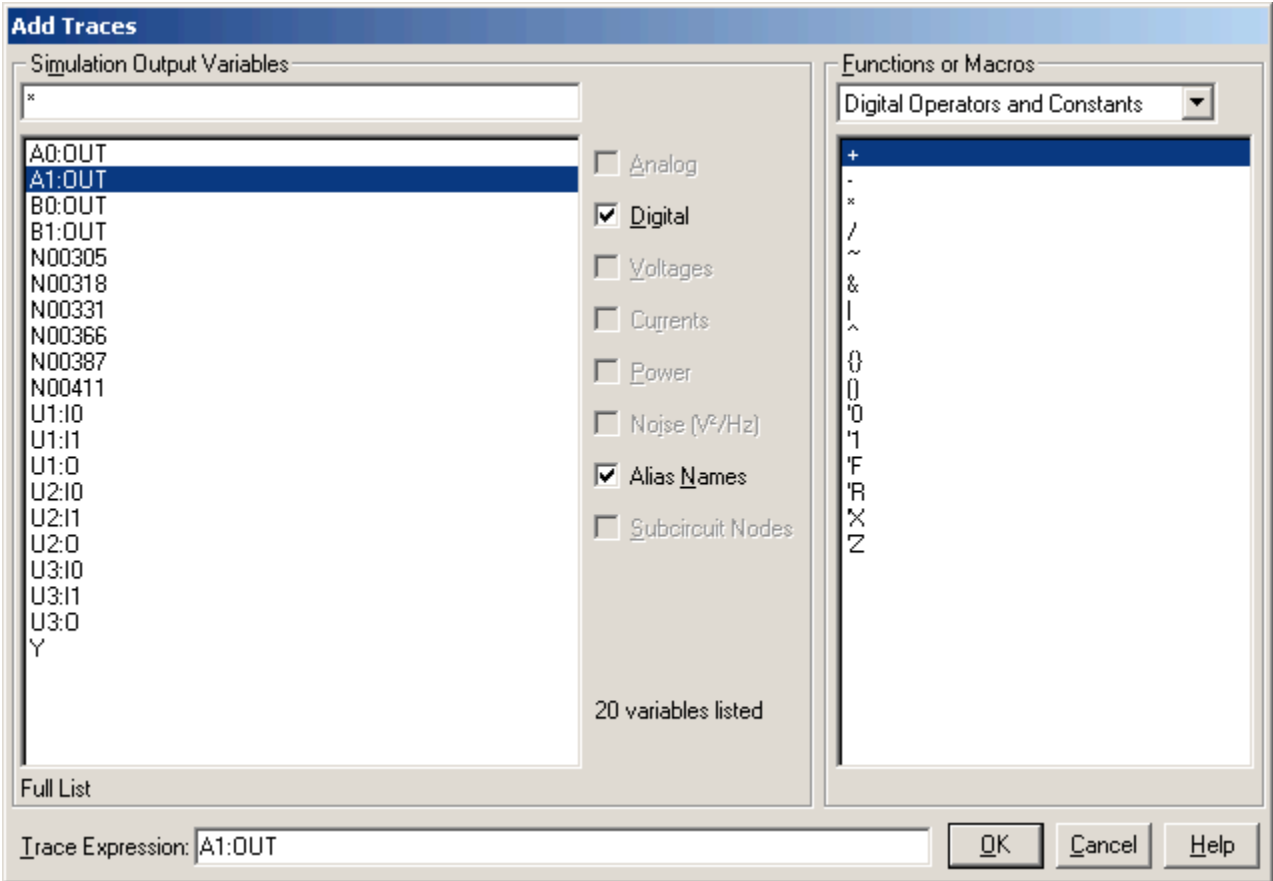 Add Traces
Simulation Output Variables
*
A0:OUT
A1:OUT
B0:OUT
B1:OUT
N00305
N00318
N00331
N00366
N00387
N00411
U1:I0
U1:I1
U1:O
U2:I0
U2:I1
U2:O
U3:I0
U3:I1
U3:O
Y
Full List
Analog
Digital
Voltages
Currents
Power
Noise (V²/Hz)
Alias Names
Subcircuit Nodes
20 variables listed
Functions or Macros
Digital Operators and Constants
+
-
*
/
~
&
|
^
{}
()
'0
'1
'F
'R
'X
'Z
Trace Expression: A1:OUT
OK Cancel Help